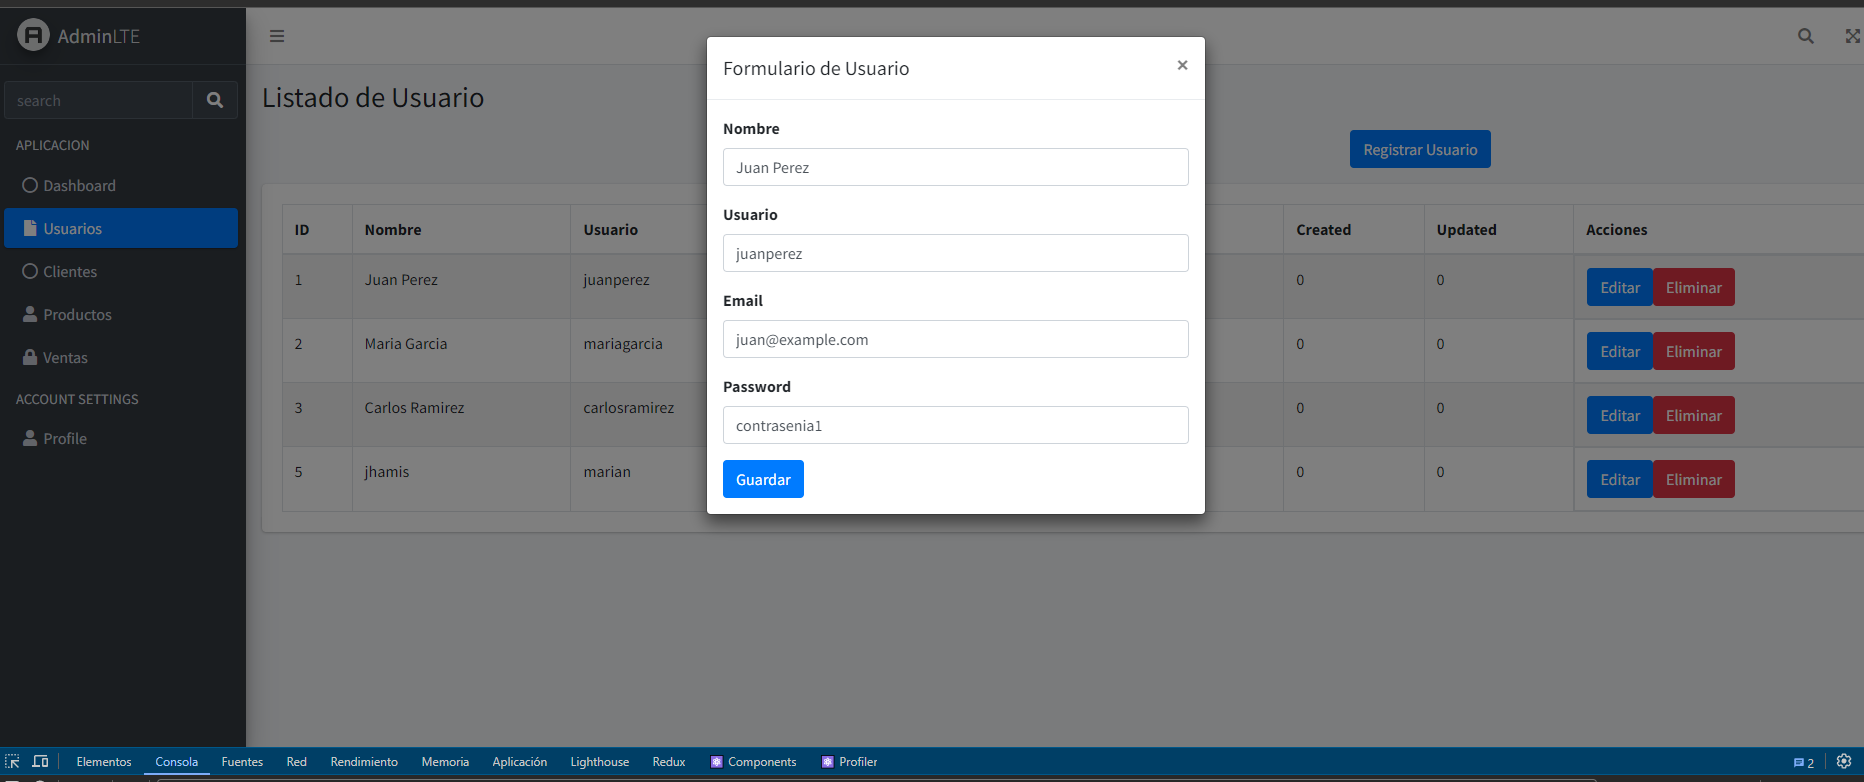 AdminLTE
search
APLICACION
Dashboard
Usuarios
Clientes
Productos
Ventas
ACCOUNT SETTINGS
Profile
Listado de Usuario
Registrar Usuario
ID Nombre Usuario Created Updated Acciones
1 Juan Perez juanperez 0 0 Editar Eliminar
2 Maria Garcia mariagarcia 0 0 Editar Eliminar
3 Carlos Ramirez carlosramirez 0 0 Editar Eliminar
5 jhamis marian 0 0 Editar Eliminar
Formulario de Usuario ×
Nombre
Juan Perez
Usuario
juanperez
Email
juan@example.com
Password
contrasenia1
Guardar
Elementos Consola Fuentes Red Rendimiento Memoria Aplicación Lighthouse Redux Components Profiler 2